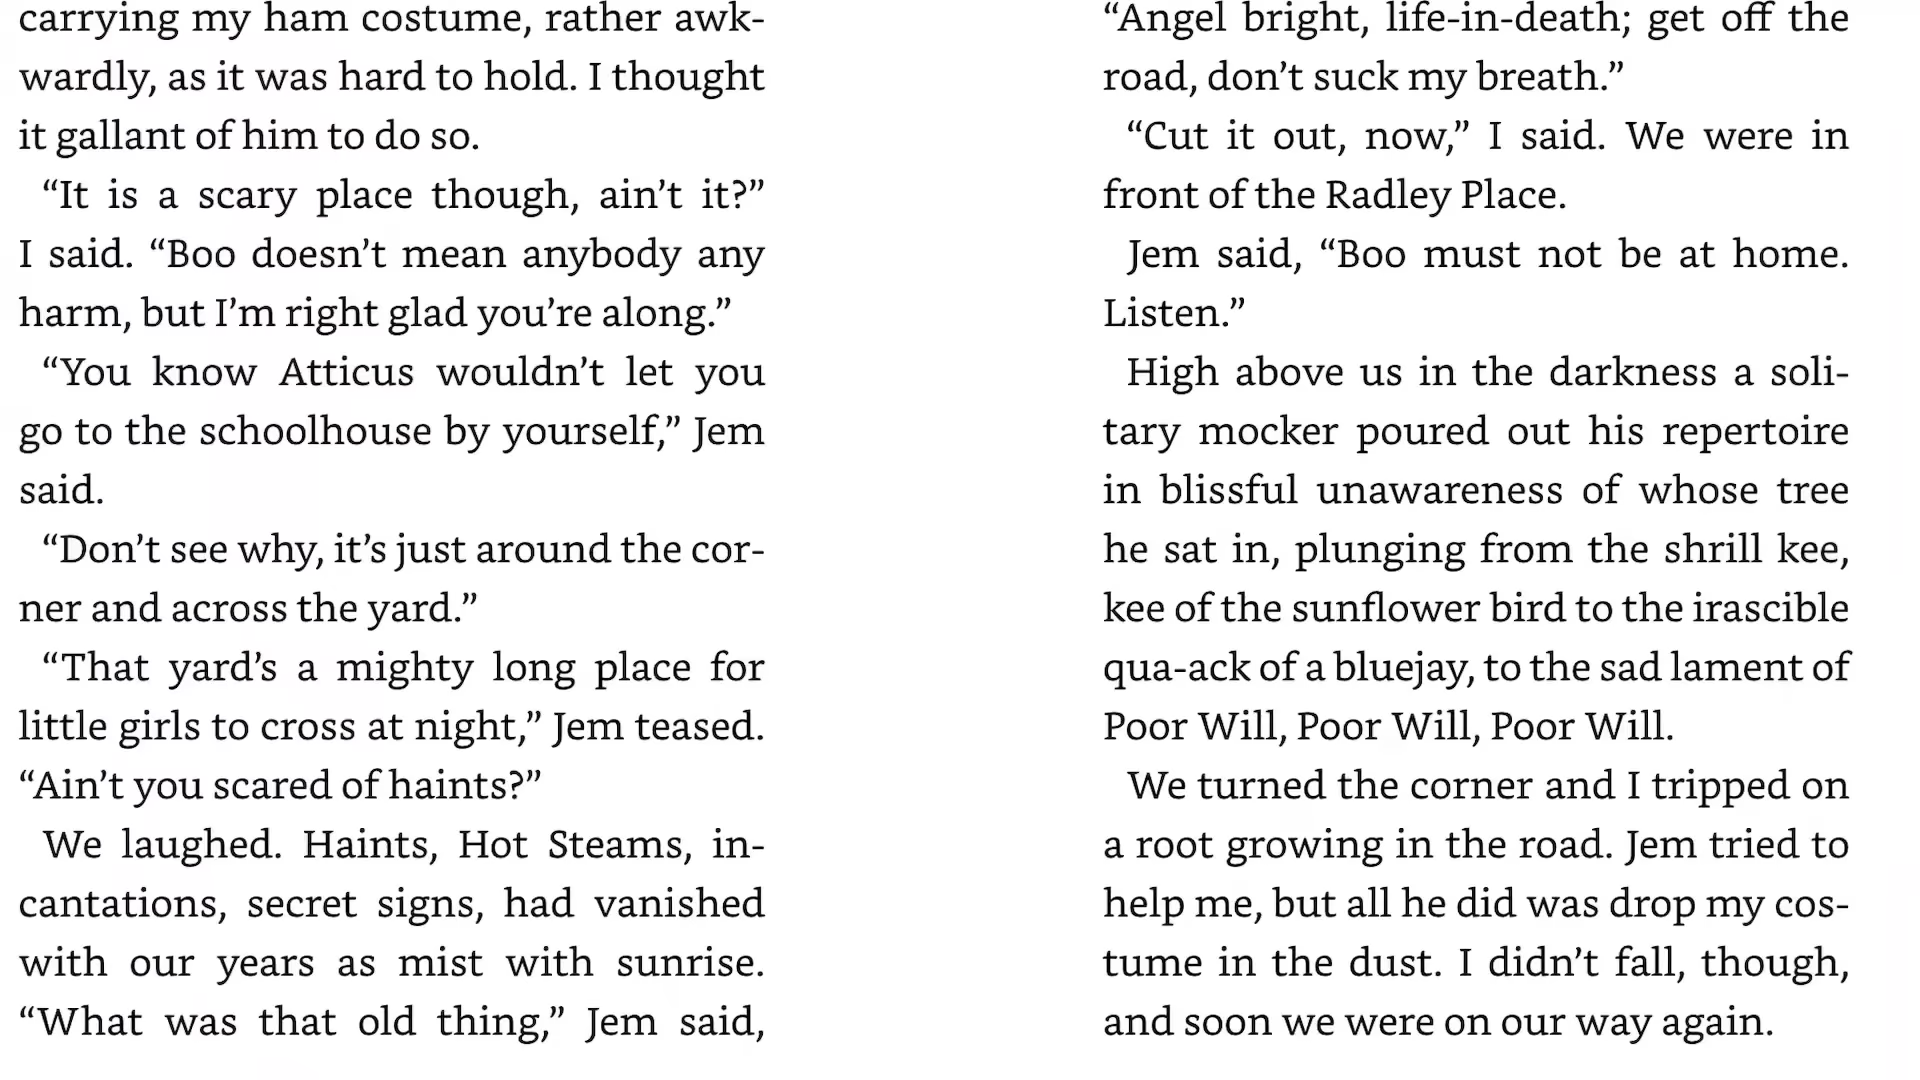 carrying my ham costume, rather awk-
wardly, as it was hard to hold. I thought
it gallant of him to do so.
“It is a scary place though, ain’t it?”
I said. “Boo doesn’t mean anybody any
harm, but I’m right glad you’re along.”
“You know Atticus wouldn’t let you
go to the schoolhouse by yourself,” Jem
said.
“Don’t see why, it’s just around the cor-
ner and across the yard.”
“That yard’s a mighty long place for
little girls to cross at night,” Jem teased.
“Ain’t you scared of haints?”
We laughed. Haints, Hot Steams, in-
cantations, secret signs, had vanished
with our years as mist with sunrise.
“What was that old thing,” Jem said,
“Angel bright, life-in-death; get off the
road, don’t suck my breath.”
“Cut it out, now,” I said. We were in
front of the Radley Place.
Jem said, “Boo must not be at home.
Listen.”
High above us in the darkness a soli-
tary mocker poured out his repertoire
in blissful unawareness of whose tree
he sat in, plunging from the shrill kee,
kee of the sunflower bird to the irascible
qua-ack of a bluejay, to the sad lament of
Poor Will, Poor Will, Poor Will.
We turned the corner and I tripped on
a root growing in the road. Jem tried to
help me, but all he did was drop my cos-
tume in the dust. I didn’t fall, though,
and soon we were on our way again.